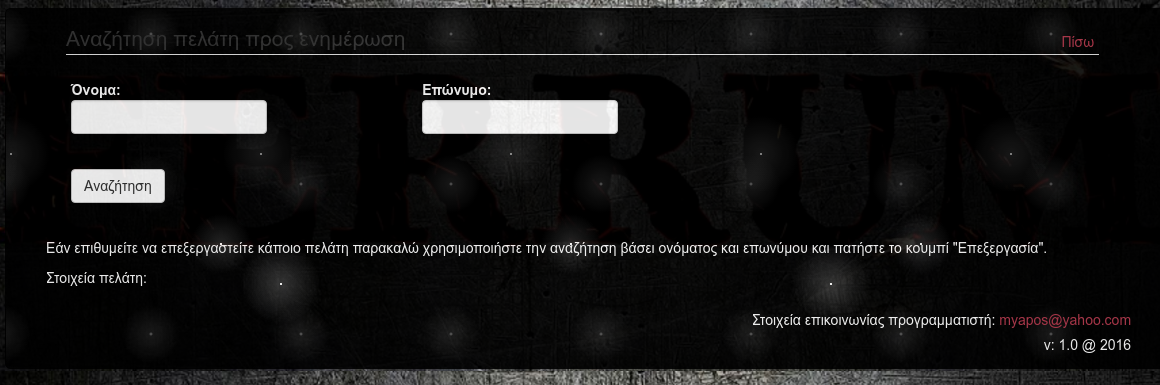 Αναζήτηση πελάτη προς ενημέρωση
Πίσω
Όνομα:
Επώνυμο:
Αναζήτηση
Εάν επιθυμείτε να επεξεργαστείτε κάποιο πελάτη παρακαλώ χρησιμοποιήστε την αναζήτηση βάσει ονόματος και επωνύμου και πατήστε το κουμπί "Επεξεργασία".
Στοιχεία πελάτη:
Στοιχεία επικοινωνίας προγραμματιστή: myapos@yahoo.com
v: 1.0 @ 2016